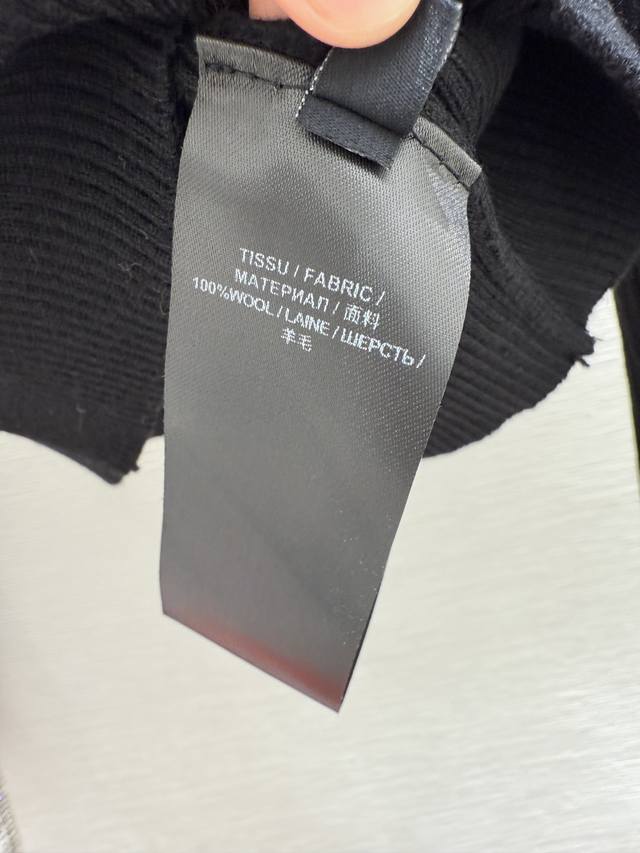 TISSU / FABRIC /
МАТЕРИАЛ / 面料
100%WOOL / LAINE / ШЕРСТЬ /
羊毛